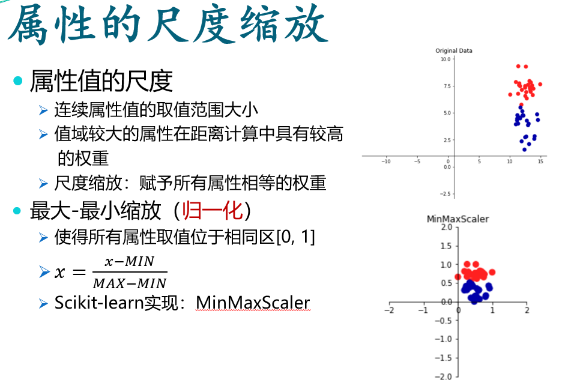 属性的尺度缩放
属性值的尺度
连续属性值的取值范围大小
值域较大的属性在距离计算中具有较高
的权重
尺度缩放：赋予所有属性相等的权重
最大-最小缩放（归一化）
使得所有属性取值位于相同区[0, 1]
x = \frac{x-MIN}{MAX-MIN}
Scikit-learn实现：MinMaxScaler
Original Data
10.0
7.5
5.0
2.5
-10 -5 0 5 10 15
0.0
-2.5
MinMaxScaler
2.0
1.5
1.0
0.5
−2 −1 0 1 2
0.0
−0.5
−1.0
−1.5
−2.0